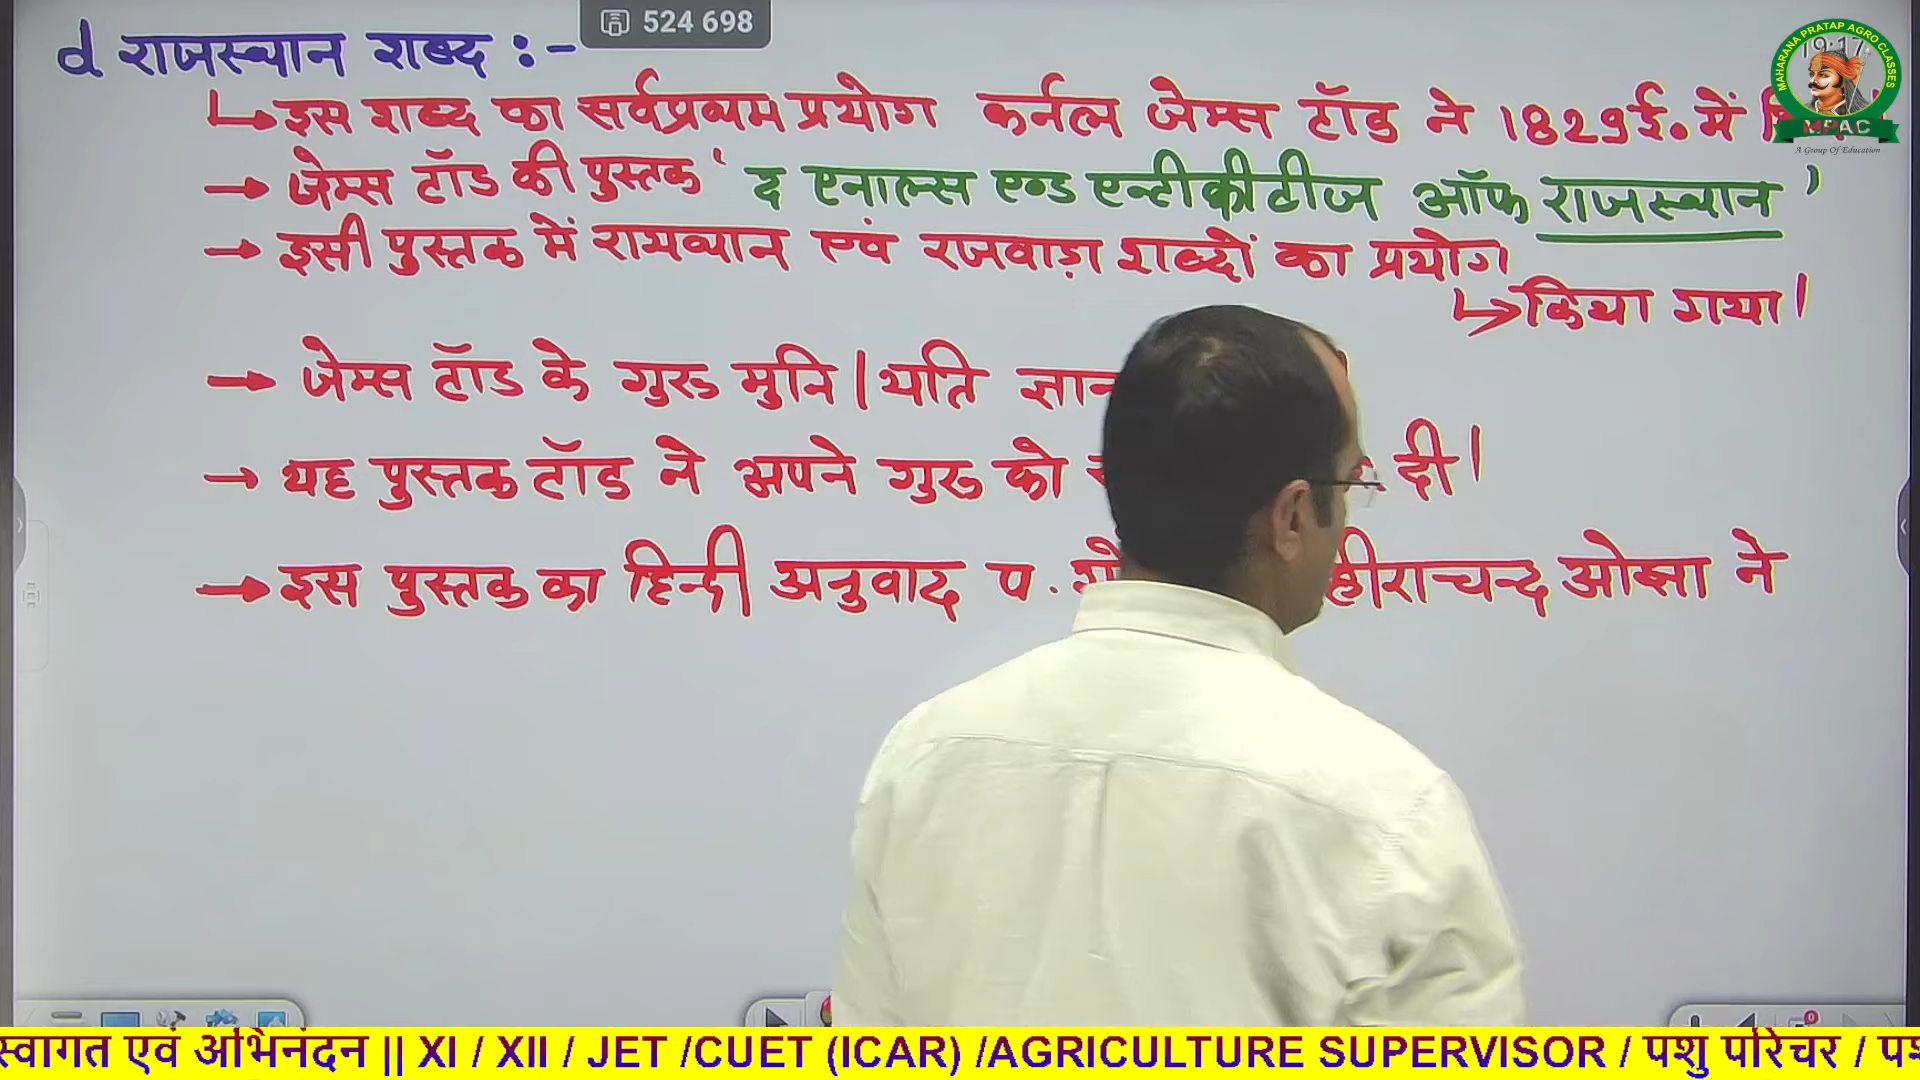 524 698
d राजस्थान शब्द :-
इस शब्द का सर्वप्रथम प्रयोग कर्नल जेम्स टॉड ने 1829ई. में
→ जेम्स टॉड की पुस्तक ' द एनाल्स एण्ड एन्टीक्वीटीज ऑफ राजस्थान '
→ इसी पुस्तक में रायथान एवं रजवाड़ा शब्दों का प्रयोग
↳ किया गया।
→ जेम्स टॉड के गुरु मुनि | यति ज्ञान
→ यह पुस्तक टॉड ने अपने गुरु को दी।
→ इस पुस्तक का हिन्दी अनुवाद प. हीराचन्द ओझा ने
MAHARANA PRATAP AGRO CLASSES
19:17
MPAC
A Group Of Education
स्वागत एवं अभिनंदन || XI / XII / JET /CUET (ICAR) /AGRICULTURE SUPERVISOR / पशु परिचर /